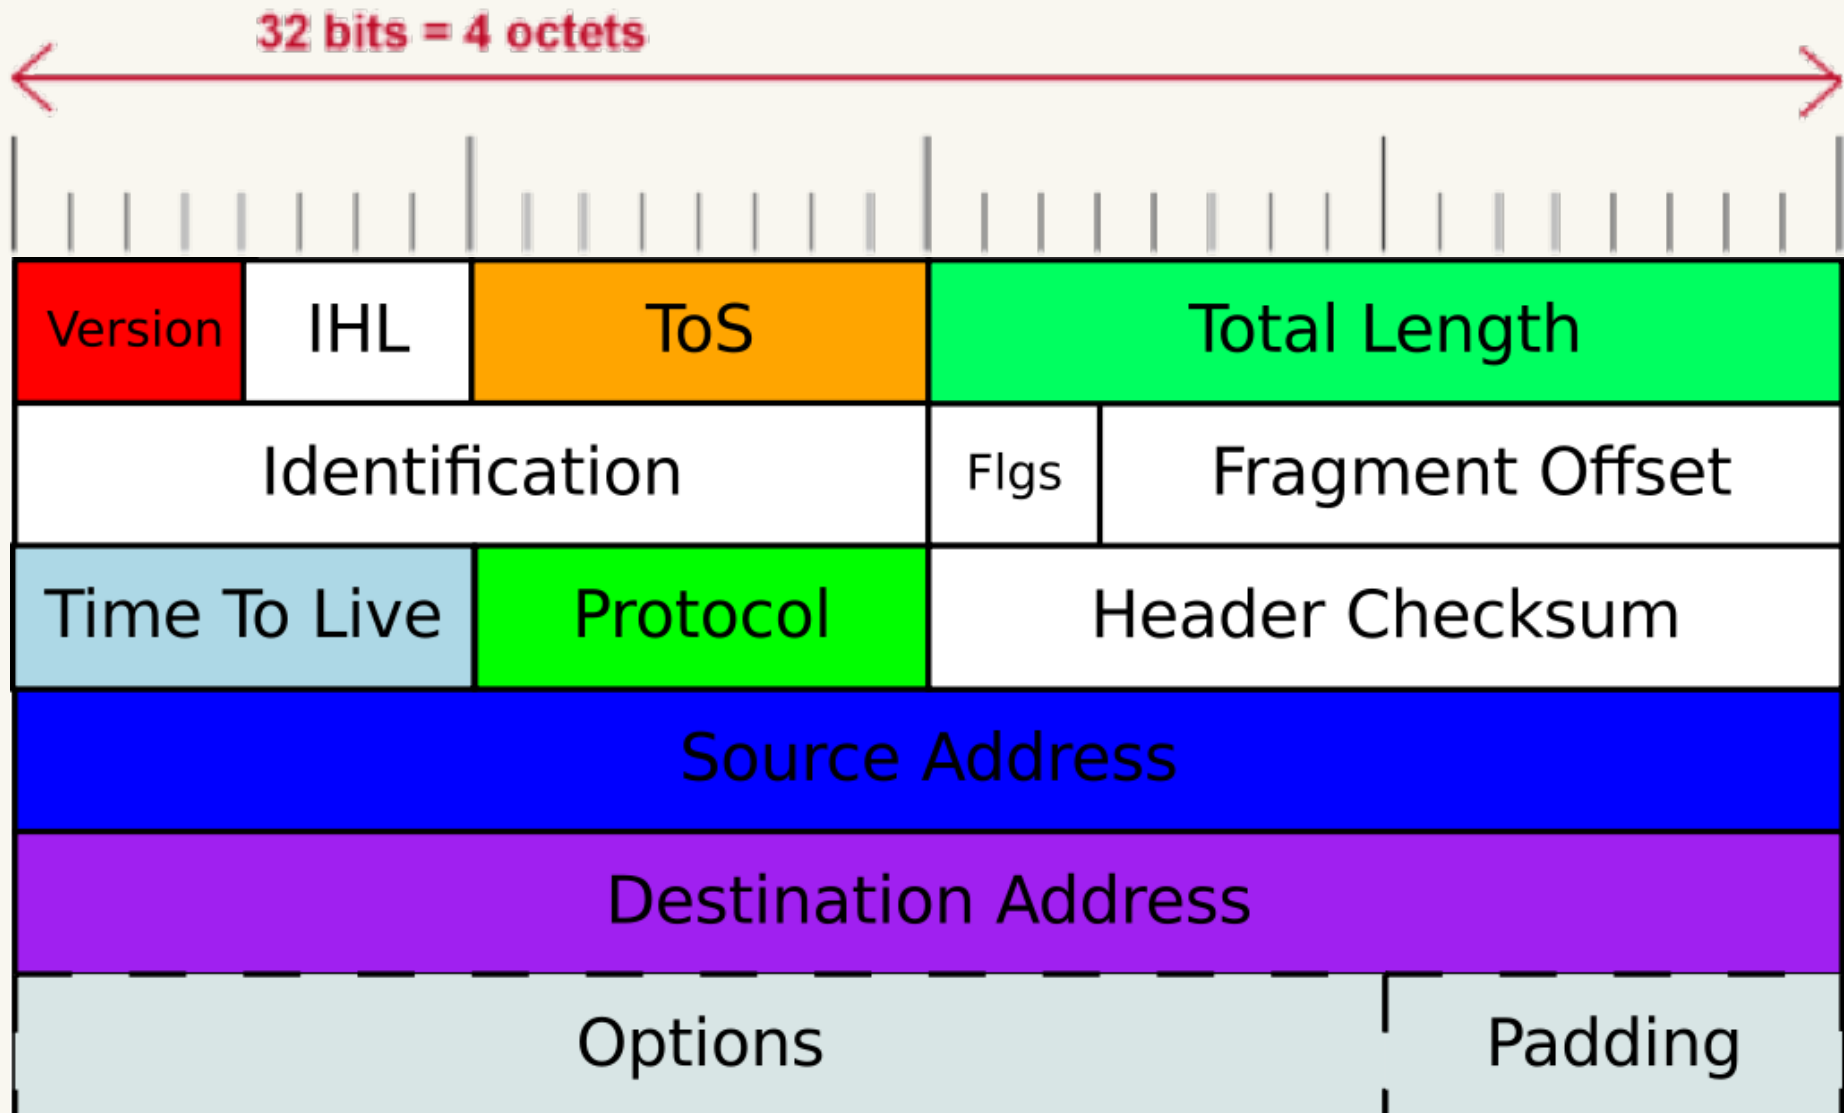 32 bits = 4 octets
Version IHL ToS Total Length
Identification Flgs Fragment Offset
Time To Live Protocol Header Checksum
Source Address
Destination Address
Options Padding